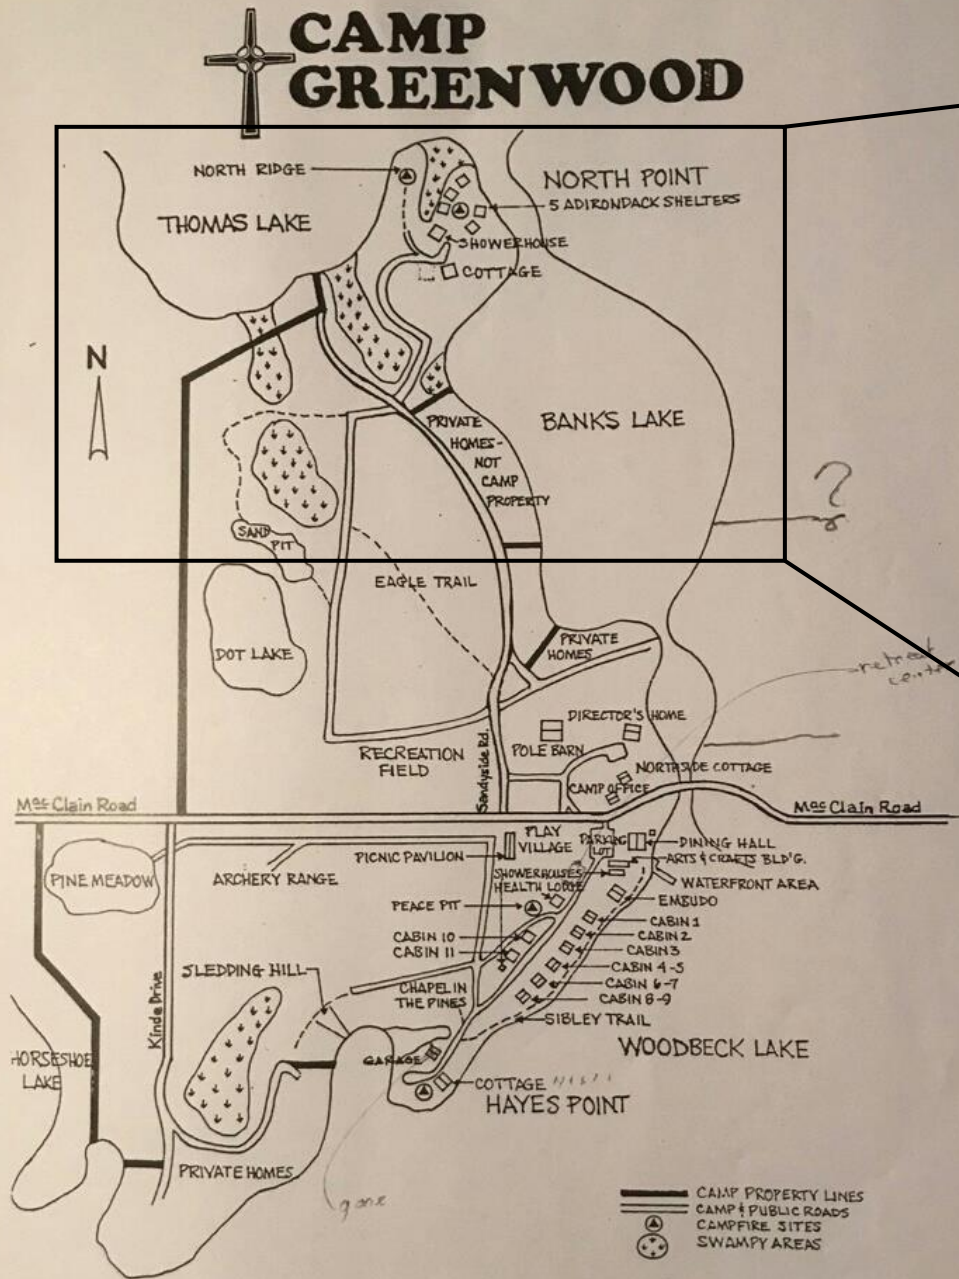 CAMP
GREENWOOD
NORTH RIDGE
NORTH POINT
5 ADIRONDACK SHELTERS
THOMAS LAKE
SHOWERHOUSE
COTTAGE
N
BANKS LAKE
PRIVATE
HOMES-
NOT
CAMP
PROPERTY
?
SAND
PIT
EAGLE TRAIL
DOT LAKE
PRIVATE
HOMES
retreat
center
DIRECTOR'S HOME
POLE BARN
RECREATION
FIELD
Sandyside Rd.
NORTHSIDE COTTAGE
CAMP OFFICE
Mac Clain Road
Mac Clain Road
PLAY
VILLAGE
PARKING
LOT
DINING HALL
PICNIC PAVILION
ARTS & CRAFTS BLD'G.
SHOWERHOUSES
HEALTH LODGE
WATERFRONT AREA
PINE MEADOW
ARCHERY RANGE
EMBUDO
PEACE PIT
CABIN 1
CABIN 2
CABIN 3
CABIN 4-5
CABIN 6-7
CABIN 8-9
CABIN 10
CABIN 11
SLEDDING HILL
CHAPEL IN
THE PINES
SIBLEY TRAIL
Kinde Drive
WOODBECK LAKE
HORSESHOE
LAKE
GARAGE
COTTAGE
HAYES POINT
PRIVATE HOMES
gone
CAMP PROPERTY LINES
CAMP & PUBLIC ROADS
CAMPFIRE SITES
SWAMPY AREAS